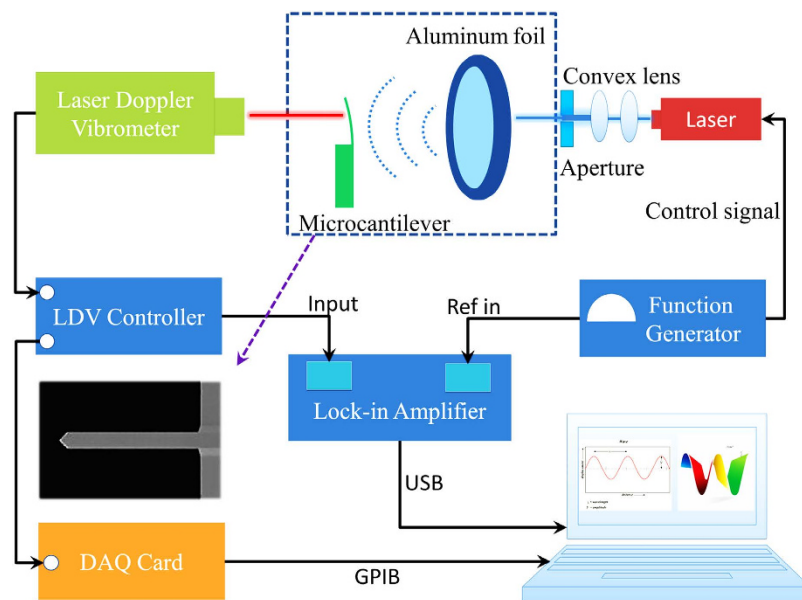 Aluminum foil
Convex lens
Laser Doppler
Vibrometer
Laser
Aperture
Microcantilever
Control signal
Input
Ref in
LDV Controller
Function
Generator
Lock-in Amplifier
USB
DAQ Card
GPIB